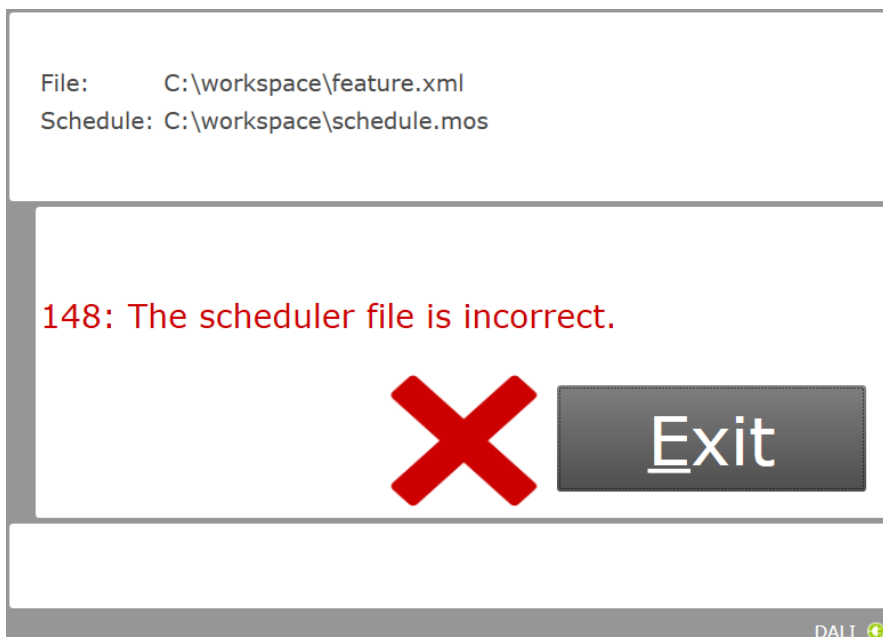 File: C:\workspace\feature.xml
Schedule: C:\workspace\schedule.mos
148: The scheduler file is incorrect.
Exit
DALI